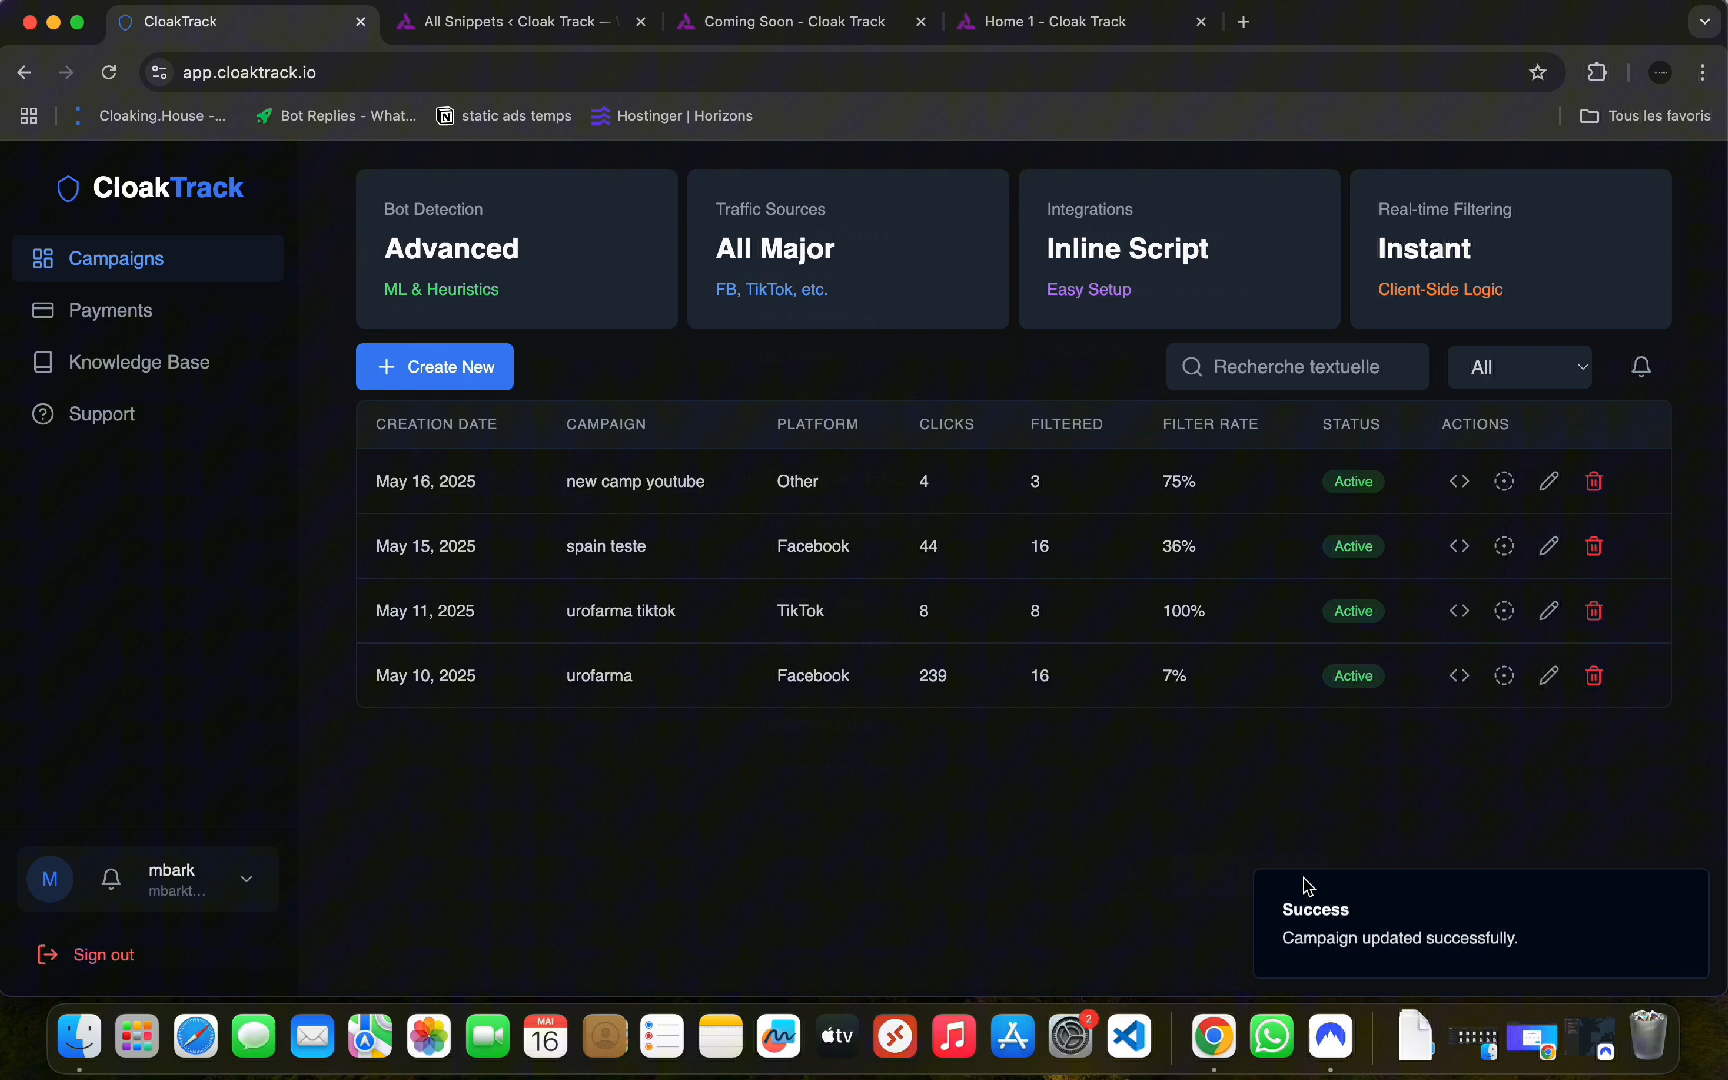 CloakTrack
All Snippets ‹ Cloak Track —
Coming Soon - Cloak Track
Home 1 - Cloak Track
app.cloaktrack.io
Cloaking.House -...
Bot Replies - What...
static ads temps
Hostinger | Horizons
Tous les favoris
CloakTrack
Campaigns
Payments
Knowledge Base
Support
Bot Detection
Advanced
ML & Heuristics
Traffic Sources
All Major
FB, TikTok, etc.
Integrations
Inline Script
Easy Setup
Real-time Filtering
Instant
Client-Side Logic
Create New
Recherche textuelle
All
CREATION DATE CAMPAIGN PLATFORM CLICKS FILTERED FILTER RATE STATUS ACTIONS
May 16, 2025 new camp youtube Other 4 3 75% Active
May 15, 2025 spain teste Facebook 44 16 36% Active
May 11, 2025 urofarma tiktok TikTok 8 8 100% Active
May 10, 2025 urofarma Facebook 239 16 7% Active
M
mbark
mbarkt...
Sign out
Success
Campaign updated successfully.
MAI
16
tv
2